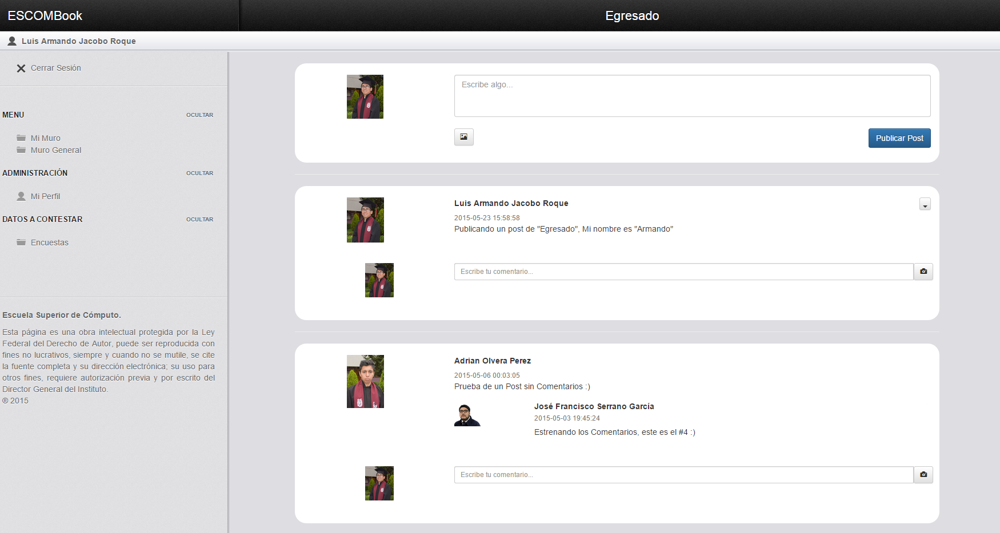 ESCOMBook
Egresado
Luis Armando Jacobo Roque
Cerrar Sesión
MENU
OCULTAR
Mi Muro
Muro General
ADMINISTRACIÓN
OCULTAR
Mi Perfil
DATOS A CONTESTAR
OCULTAR
Encuestas
Escuela Superior de Cómputo.
Esta página es una obra intelectual protegida por la Ley
Federal del Derecho de Autor, puede ser reproducida con
fines no lucrativos, siempre y cuando no se mutile, se cite
la fuente completa y su dirección electrónica; su uso para
otros fines, requiere autorización previa y por escrito del
Director General del Instituto.
® 2015
Escribe algo...
Publicar Post
Luis Armando Jacobo Roque
2015-05-23 15:58:58
Publicando un post de "Egresado", Mi nombre es "Armando"
Escribe tu comentario...
Adrian Olvera Perez
2015-05-06 00:03:05
Prueba de un Post sin Comentarios :)
José Francisco Serrano García
2015-05-03 19:45:24
Estrenando los Comentarios, este es el #4 :)
Escribe tu comentario...